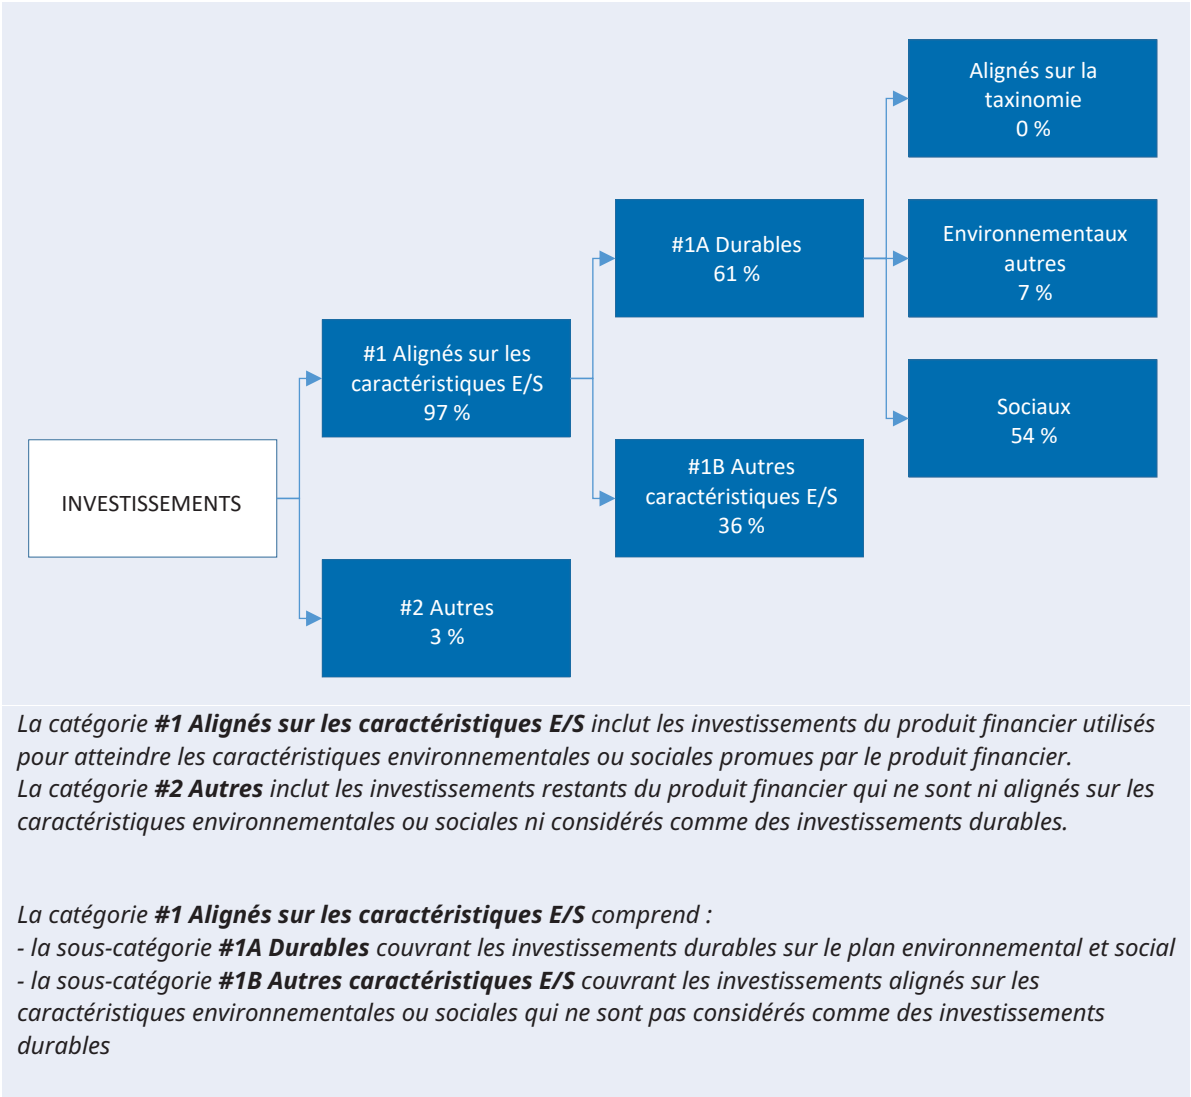 Alignés sur la
taxinomie
0 %
#1A Durables
61 %
Environnementaux
autres
7 %
#1 Alignés sur les
caractéristiques E/S
97 %
Sociaux
54 %
#1B Autres
caractéristiques E/S
36 %
INVESTISSEMENTS
#2 Autres
3 %
La catégorie #1 Alignés sur les caractéristiques E/S inclut les investissements du produit financier utilisés
pour atteindre les caractéristiques environnementales ou sociales promues par le produit financier.
La catégorie #2 Autres inclut les investissements restants du produit financier qui ne sont ni alignés sur les
caractéristiques environnementales ou sociales ni considérés comme des investissements durables.
La catégorie #1 Alignés sur les caractéristiques E/S comprend :
- la sous-catégorie #1A Durables couvrant les investissements durables sur le plan environnemental et social
- la sous-catégorie #1B Autres caractéristiques E/S couvrant les investissements alignés sur les
caractéristiques environnementales ou sociales qui ne sont pas considérés comme des investissements
durables